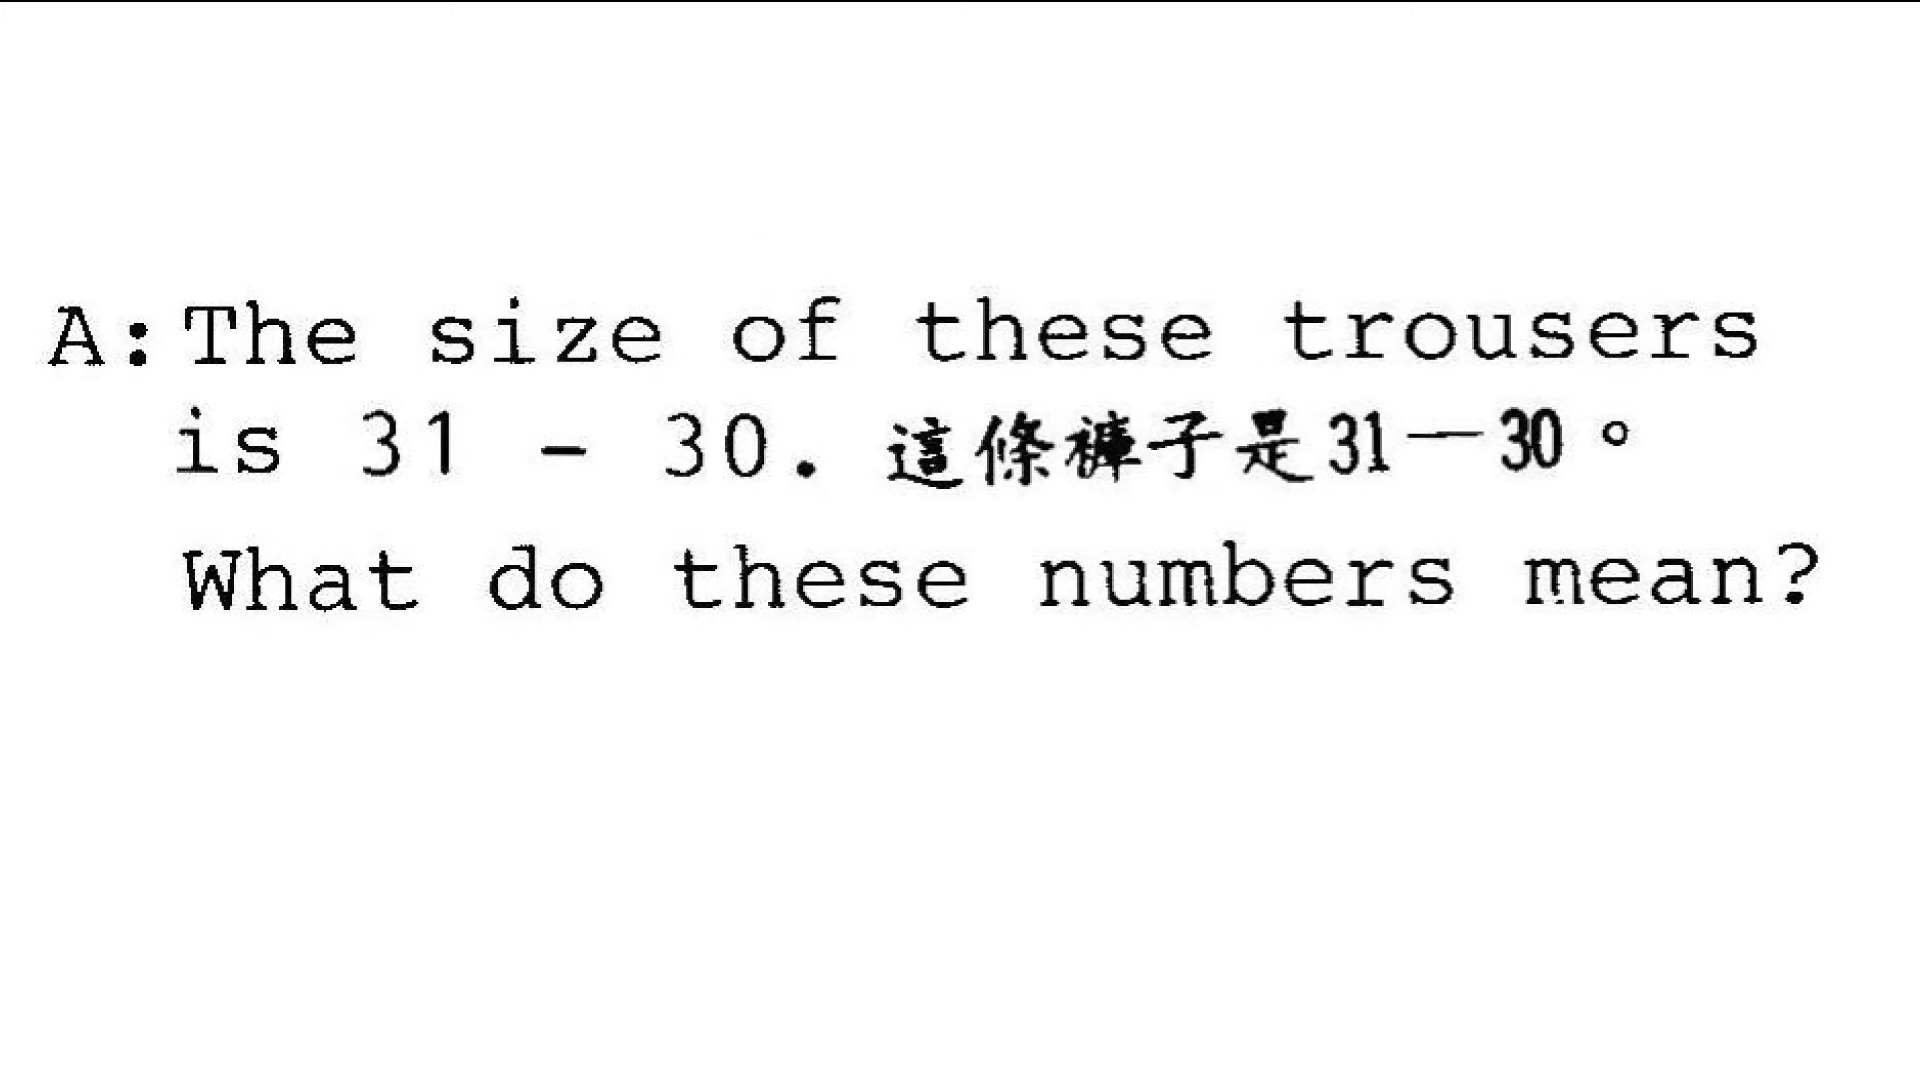 A: The size of these trousers
is 31 - 30. 這條褲子是31—30。
What do these numbers mean?